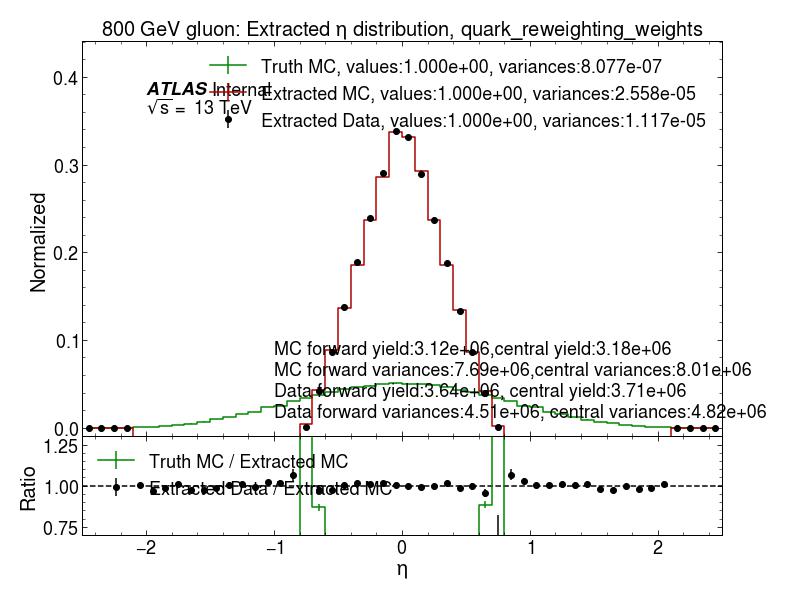 800 GeV gluon: Extracted η distribution, quark_reweighting_weights
Truth MC, values:1.000e+00, variances:8.077e-07
ATLAS Internal
Extracted MC, values:1.000e+00, variances:2.558e-05
√s = 13 TeV
Extracted Data, values:1.000e+00, variances:1.117e-05
0.4
0.3
0.2
0.1
0.0
Normalized
MC forward yield:3.12e+06,central yield:3.18e+06
MC forward variances:7.69e+06,central variances:8.01e+06
Data forward yield:3.64e+06, central yield:3.71e+06
Data forward variances:4.51e+06, central variances:4.82e+06
1.25
1.00
0.75
Ratio
Truth MC / Extracted MC
Extracted Data / Extracted MC
−2 −1 0 1 2
η